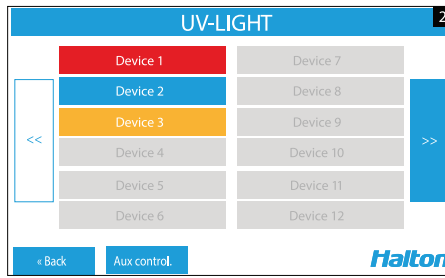 UV-LIGHT
2
Device 1
Device 2
Device 3
Device 4
Device 5
Device 6
Device 7
Device 8
Device 9
Device 10
Device 11
Device 12
<<
>>
« Back
Aux control.
Halton